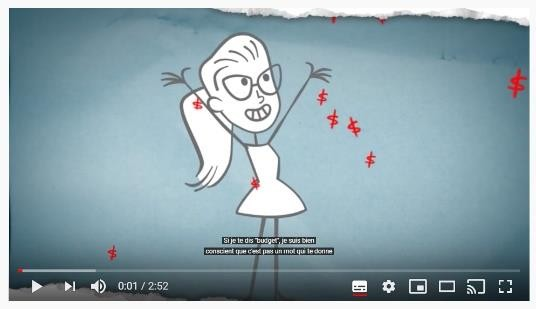 $
$
$
$
$
$
$
$
Si je te dis "budget", je suis bien
conscient que c'est pas un mot qui te donne
0:01 / 2:52